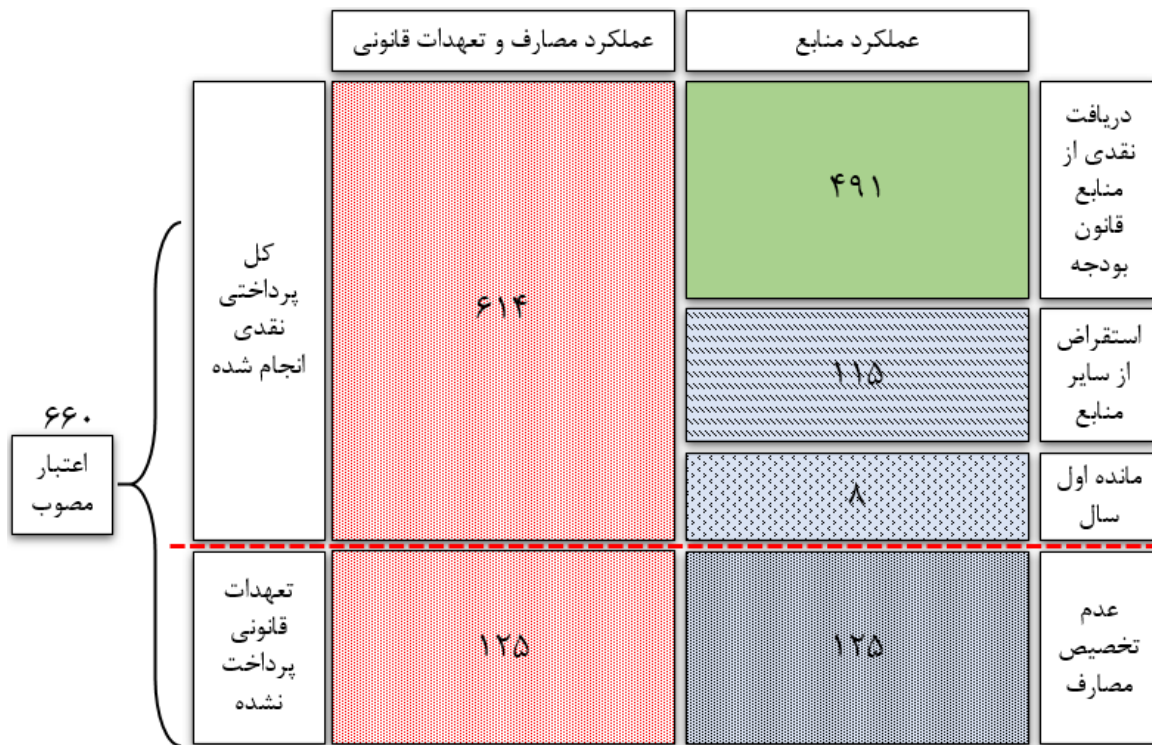 عملکرد منابع
عملکرد مصارف و تعهدات قانونی
دریافت
نقدی از
منابع
قانون
بودجه
۴۹۱
استقراض
از سایر
منابع
۱۱۵
مانده اول
سال
۸
۶۱۴
کل
پرداختی
نقدی
انجام شده
عدم
تخصیص
مصارف
۱۲۵
۱۲۵
تعهدات
قانونی
پرداخت
نشده
۶۶۰
اعتبار
مصوب